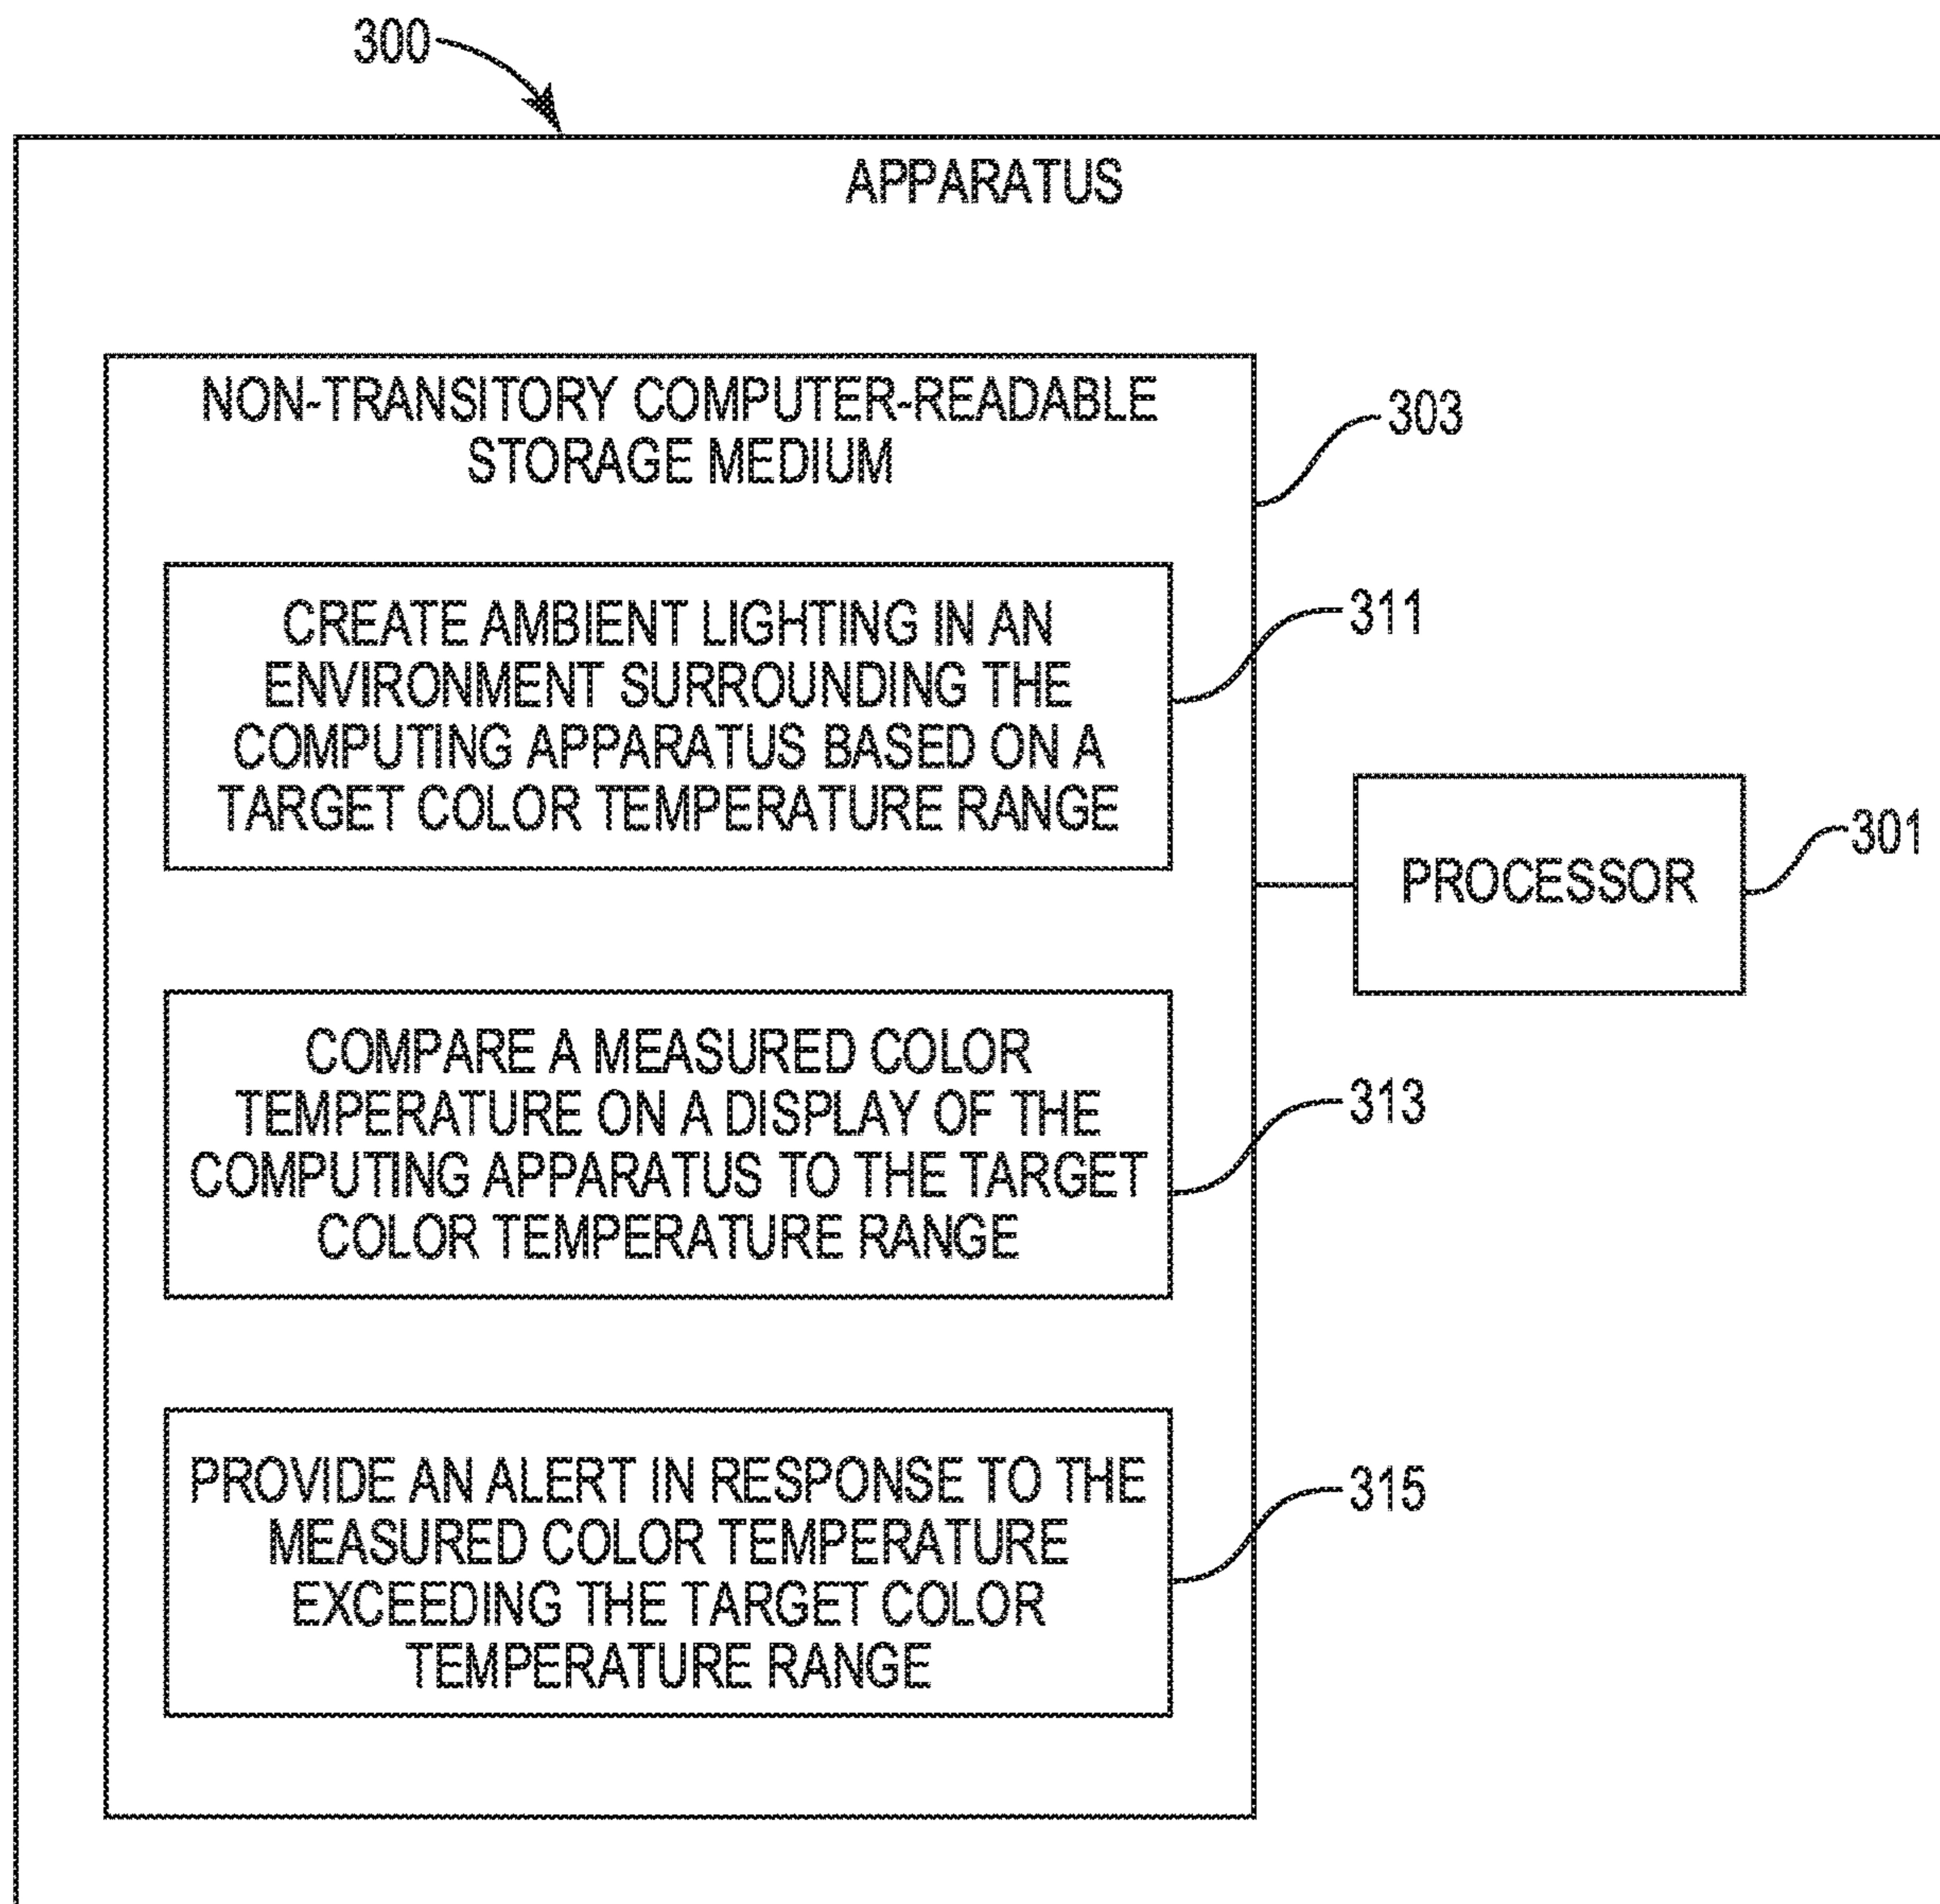 300
APPARATUS
NON-TRANSITORY COMPUTER-READABLE
STORAGE MEDIUM
303
CREATE AMBIENT LIGHTING IN AN
ENVIRONMENT SURROUNDING THE
COMPUTING APPARATUS BASED ON A
TARGET COLOR TEMPERATURE RANGE
311
PROCESSOR
301
COMPARE A MEASURED COLOR
TEMPERATURE ON A DISPLAY OF THE
COMPUTING APPARATUS TO THE TARGET
COLOR TEMPERATURE RANGE
313
PROVIDE AN ALERT IN RESPONSE TO THE
MEASURED COLOR TEMPERATURE
EXCEEDING THE TARGET COLOR
TEMPERATURE RANGE
315